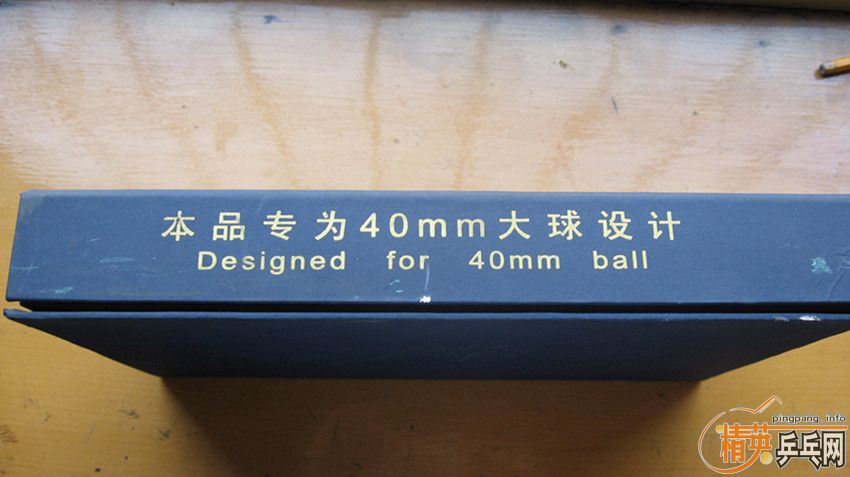 本品专为40mm大球设计
Designed for 40mm ball
pingpang.info
精英乒乓网